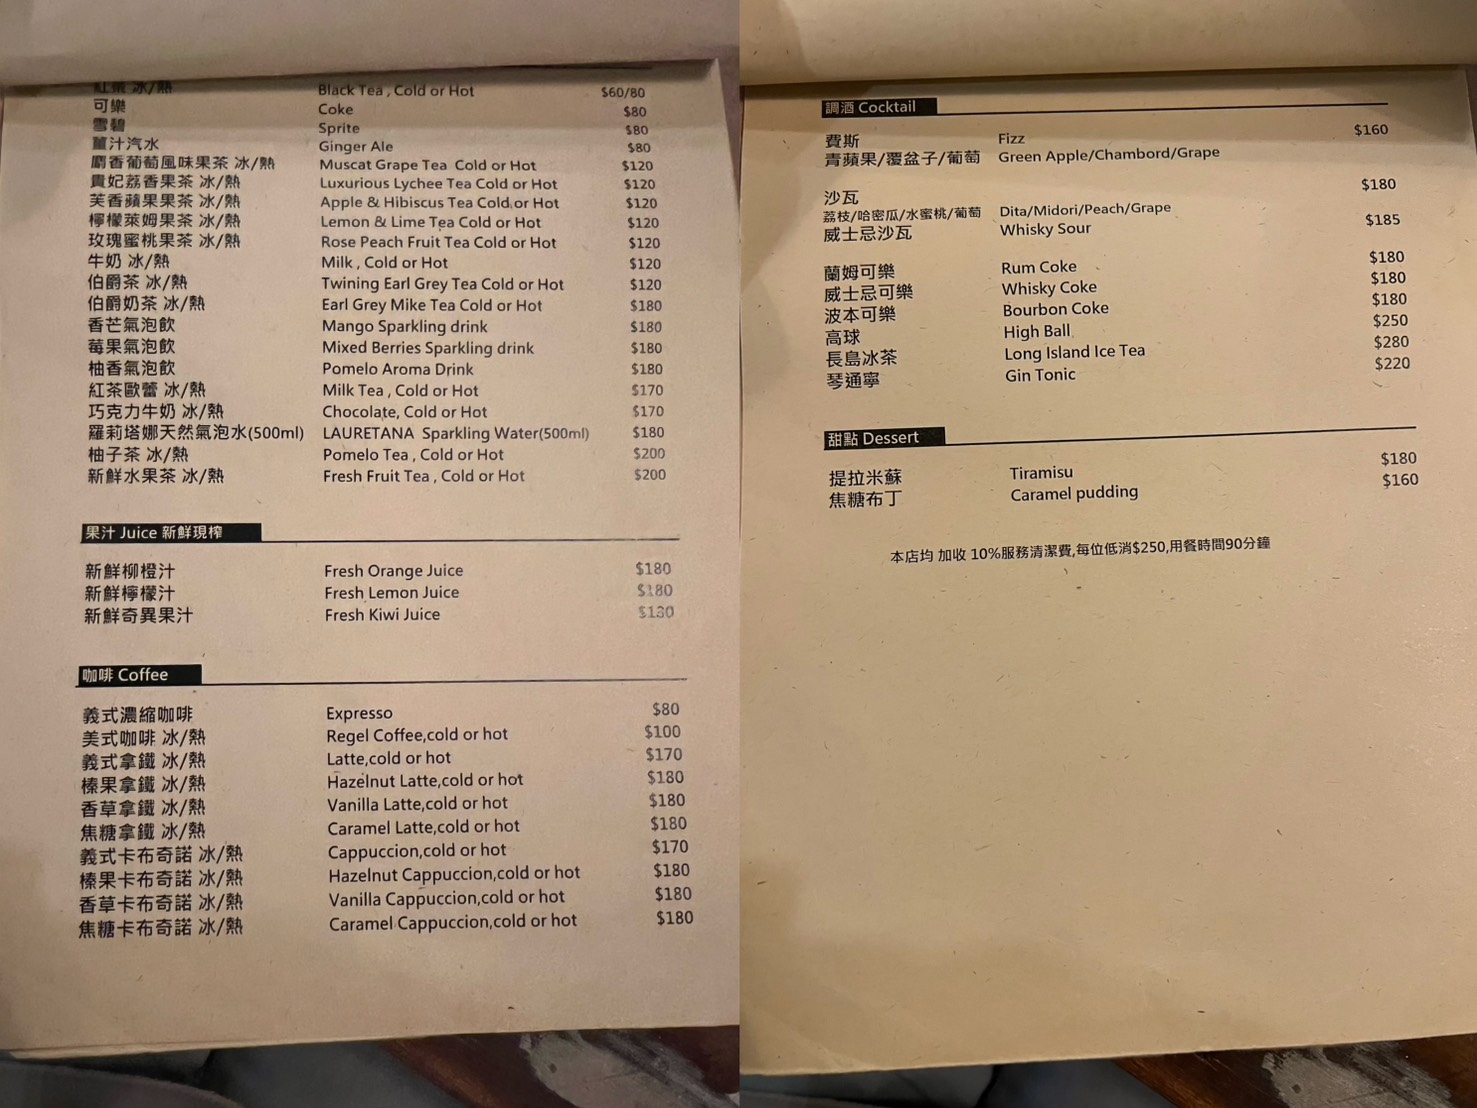 紅茶 冰/熱 Black Tea , Cold or Hot $60/80
可樂 Coke $80
雪碧 Sprite $80
薑汁汽水 Ginger Ale $80
麝香葡萄風味果茶 冰/熱 Muscat Grape Tea Cold or Hot $120
貴妃荔香果茶 冰/熱 Luxurious Lychee Tea Cold or Hot $120
芙香蘋果果茶 冰/熱 Apple & Hibiscus Tea Cold or Hot $120
檸檬萊姆果茶 冰/熱 Lemon & Lime Tea Cold or Hot $120
玫瑰蜜桃果茶 冰/熱 Rose Peach Fruit Tea Cold or Hot $120
牛奶 冰/熱 Milk , Cold or Hot $120
伯爵茶 冰/熱 Twining Earl Grey Tea Cold or Hot $120
伯爵奶茶 冰/熱 Earl Grey Mike Tea Cold or Hot $180
香芒氣泡飲 Mango Sparkling drink $180
莓果氣泡飲 Mixed Berries Sparkling drink $180
柚香氣泡飲 Pomelo Aroma Drink $180
紅茶歐蕾 冰/熱 Milk Tea , Cold or Hot $170
巧克力牛奶 冰/熱 Chocolate, Cold or Hot $170
羅莉塔娜天然氣泡水(500ml) LAURETANA Sparkling Water(500ml) $180
柚子茶 冰/熱 Pomelo Tea , Cold or Hot $200
新鮮水果茶 冰/熱 Fresh Fruit Tea , Cold or Hot $200
果汁 Juice 新鮮現榨
新鮮柳橙汁 Fresh Orange Juice $180
新鮮檸檬汁 Fresh Lemon Juice $180
新鮮奇異果汁 Fresh Kiwi Juice $180
咖啡 Coffee
義式濃縮咖啡 Expresso $80
美式咖啡 冰/熱 Regel Coffee,cold or hot $100
義式拿鐵 冰/熱 Latte,cold or hot $170
榛果拿鐵 冰/熱 Hazelnut Latte,cold or hot $180
香草拿鐵 冰/熱 Vanilla Latte,cold or hot $180
焦糖拿鐵 冰/熱 Caramel Latte,cold or hot $180
義式卡布奇諾 冰/熱 Cappuccion,cold or hot $170
榛果卡布奇諾 冰/熱 Hazelnut Cappuccion,cold or hot $180
香草卡布奇諾 冰/熱 Vanilla Cappuccion,cold or hot $180
焦糖卡布奇諾 冰/熱 Caramel Cappuccion,cold or hot $180
調酒 Cocktail
費斯 Fizz $160
青蘋果/覆盆子/葡萄 Green Apple/Chambord/Grape
沙瓦 $180
荔枝/哈密瓜/水蜜桃/葡萄 Dita/Midori/Peach/Grape
威士忌沙瓦 Whisky Sour $185
蘭姆可樂 Rum Coke $180
威士忌可樂 Whisky Coke $180
波本可樂 Bourbon Coke $180
高球 High Ball $250
長島冰茶 Long Island Ice Tea $280
琴通寧 Gin Tonic $220
甜點 Dessert
提拉米蘇 Tiramisu $180
焦糖布丁 Caramel pudding $160
本店均 加收 10%服務清潔費,每位低消$250,用餐時間90分鐘